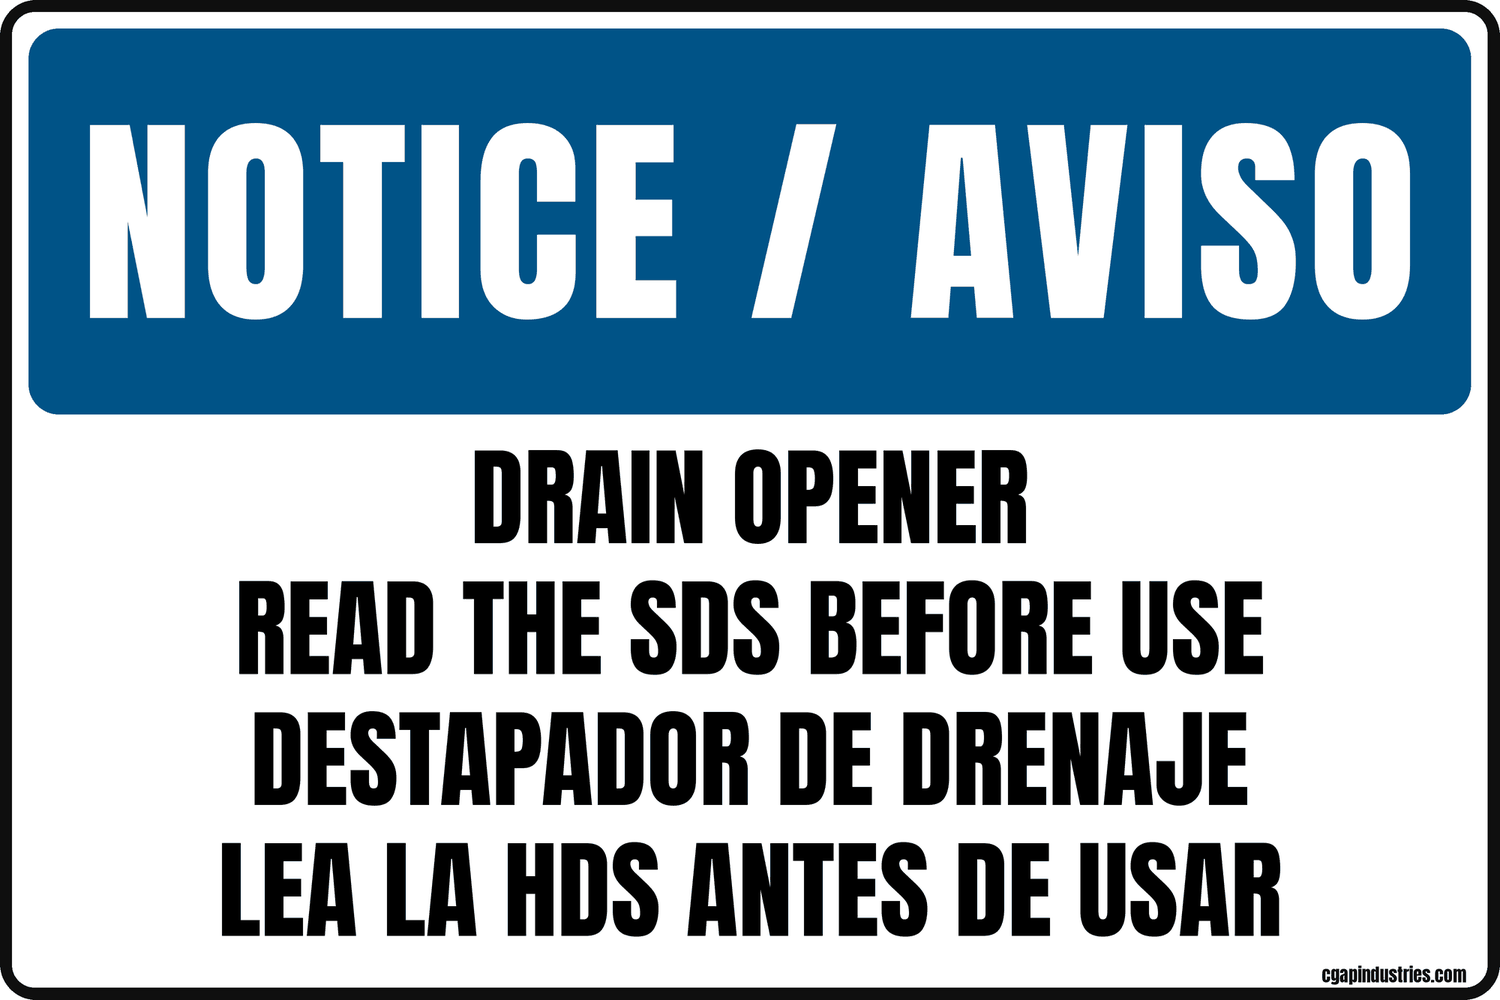 NOTICE / AVISO
DRAIN OPENER
READ THE SDS BEFORE USE
DESTAPADOR DE DRENAJE
LEA LA HDS ANTES DE USAR
cgapindustries.com